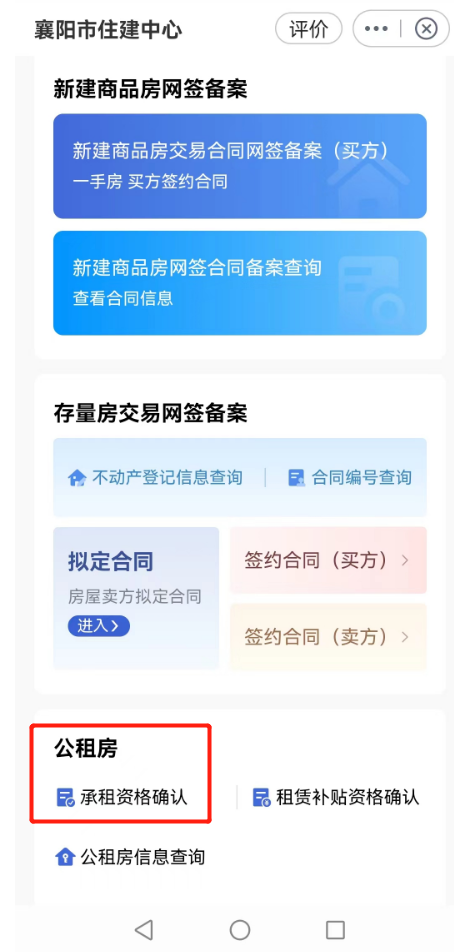 襄阳市住建中心
评价
新建商品房网签备案
新建商品房交易合同网签备案（买方）
一手房 买方签约合同
新建商品房网签合同备案查询
查看合同信息
存量房交易网签备案
不动产登记信息查询
合同编号查询
拟定合同
房屋卖方拟定合同
进入
签约合同（买方）
签约合同（卖方）
公租房
承租资格确认
租赁补贴资格确认
公租房信息查询